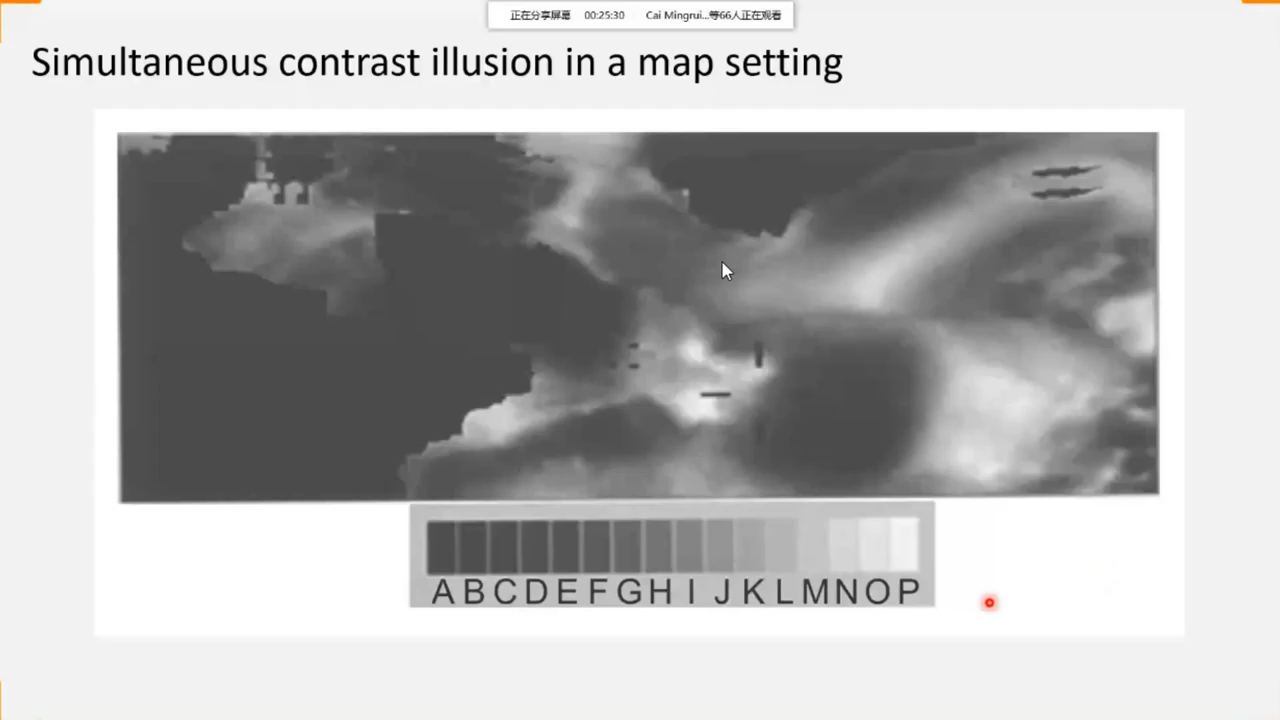 正在分享屏幕 00:25:30 Cai Mingrui...等66人正在观看
Simultaneous contrast illusion in a map setting
A B C D E F G H I J K L M N O P